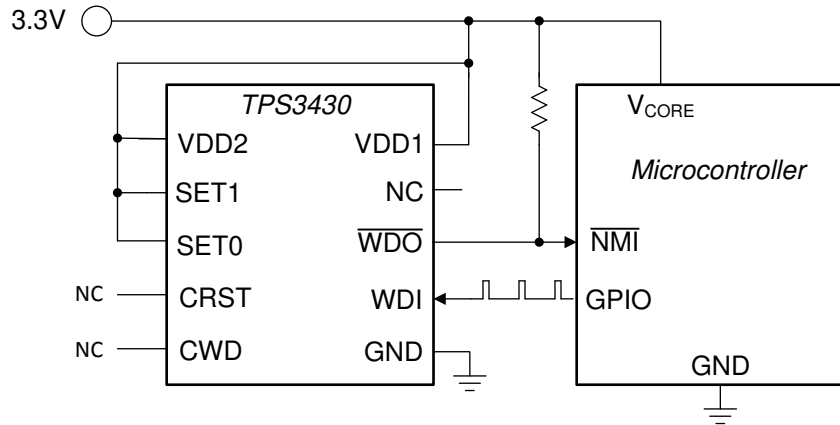 3.3V
TPS3430
VDD2
VDD1
SET1
NC
SET0
WDO
NC
CRST
WDI
NC
CWD
GND
VCORE
Microcontroller
NMI
GPIO
GND